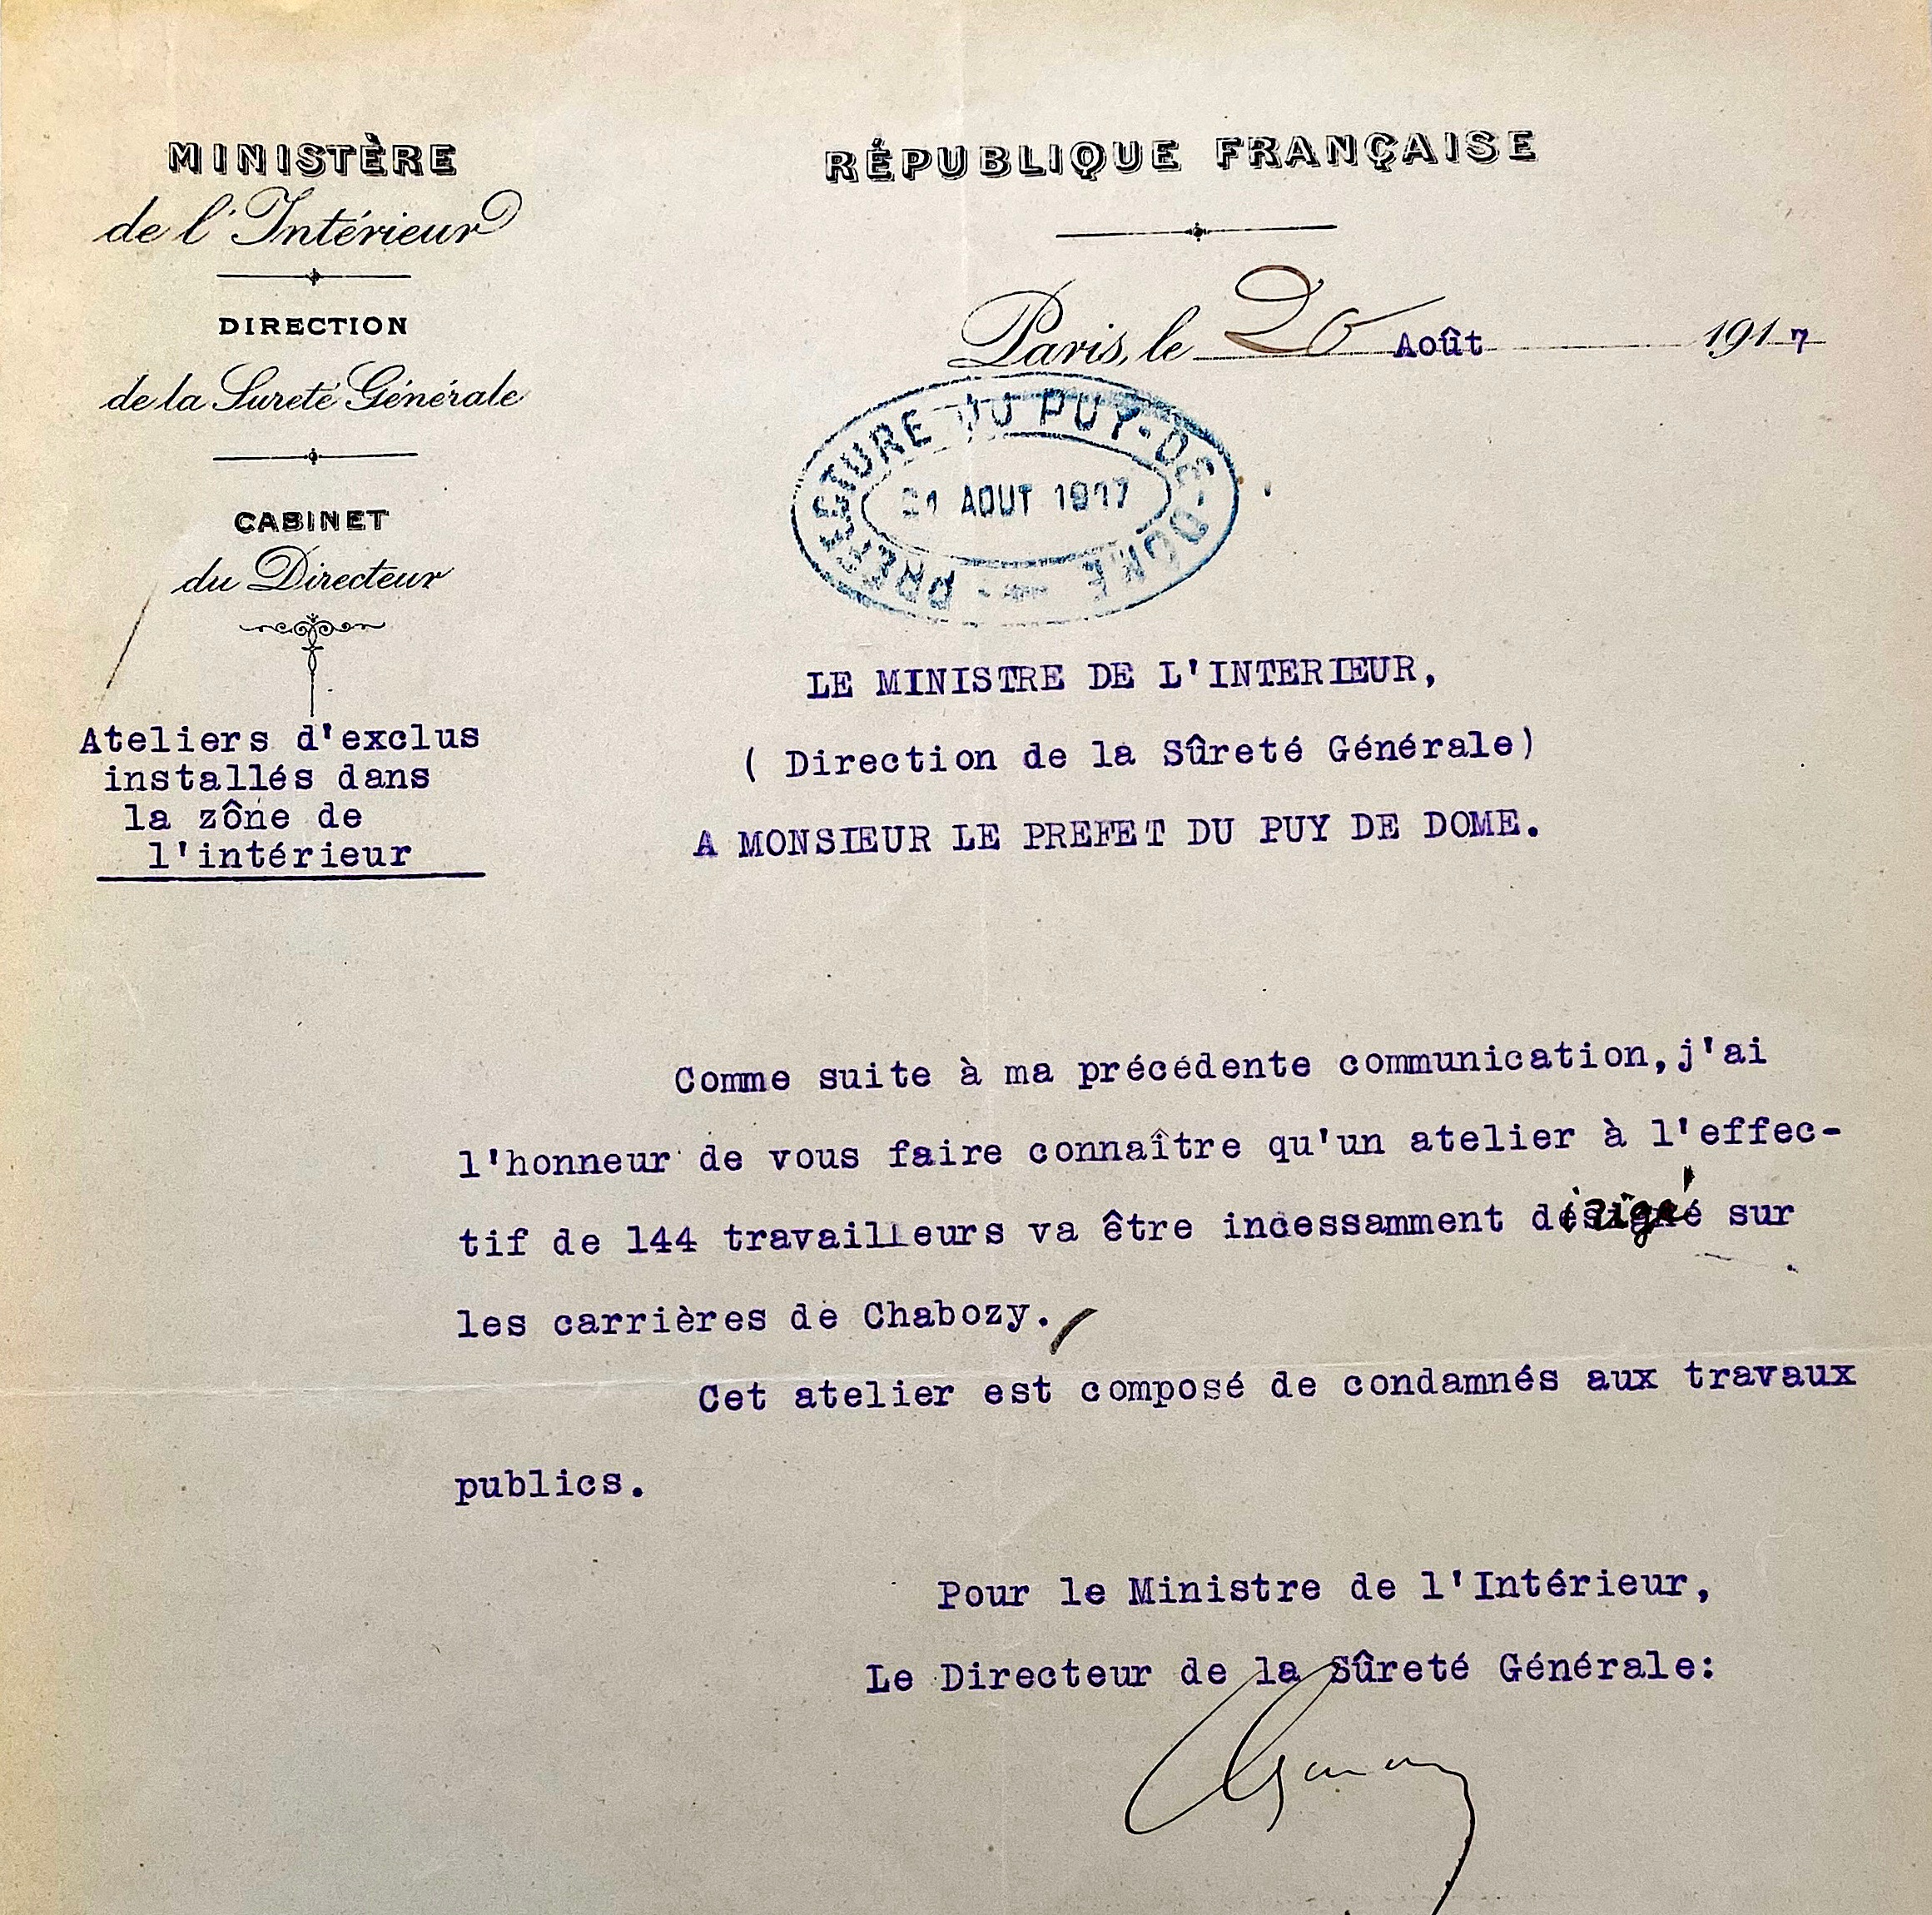 MINISTÈRE
de l'Intérieur
DIRECTION
de la Sureté Générale
CABINET
du Directeur
Ateliers d'exclus
installés dans
la zône de
l'intérieur
RÉPUBLIQUE FRANÇAISE
Paris, le 20 Août 1917
PRÉFECTURE DU PUY-DE-DÔME
21 AOUT 1917
LE MINISTRE DE L'INTERIEUR,
( Direction de la Sûreté Générale)
A MONSIEUR LE PREFET DU PUY DE DOME.
Comme suite à ma précédente communication, j'ai
l'honneur de vous faire connaître qu'un atelier à l'effec-
tif de 144 travailleurs va être incessamment dirigé sur
les carrières de Chabozy.
Cet atelier est composé de condamnés aux travaux
publics.
Pour le Ministre de l'Intérieur,
Le Directeur de la Sûreté Générale: